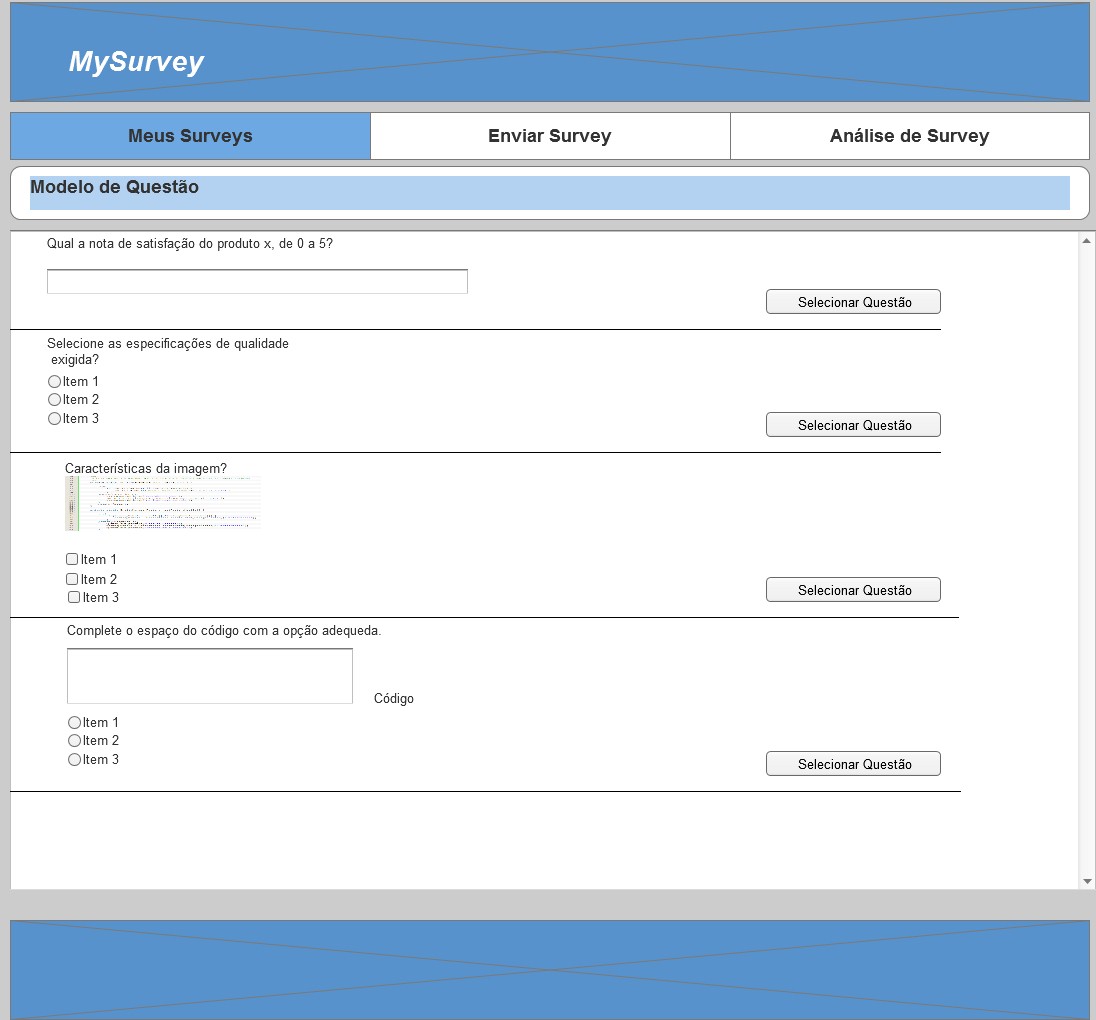 MySurvey
Meus Surveys
Enviar Survey
Análise de Survey
Modelo de Questão
Qual a nota de satisfação do produto x, de 0 a 5?
Selecionar Questão
Selecione as especificações de qualidade
exigida?
Item 1
Item 2
Item 3
Selecionar Questão
Características da imagem?
Item 1
Item 2
Item 3
Selecionar Questão
Complete o espaço do código com a opção adequeda.
Código
Item 1
Item 2
Item 3
Selecionar Questão